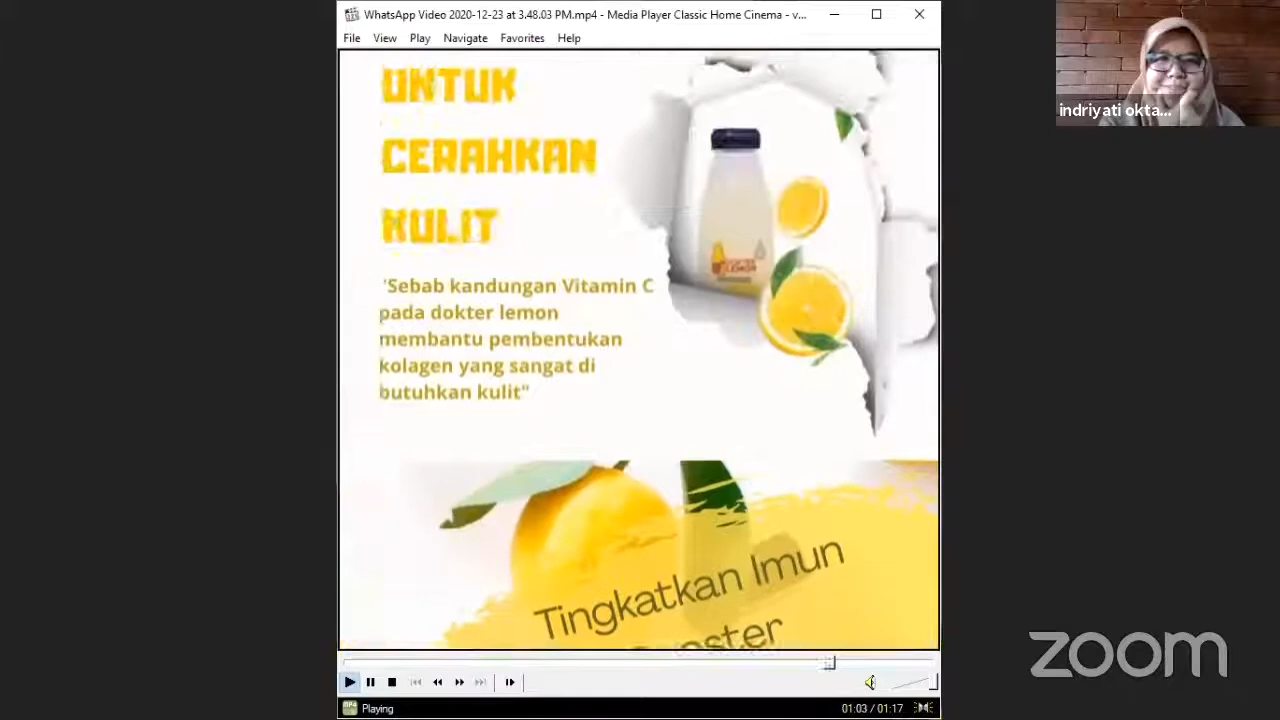 WhatsApp Video 2020-12-23 at 3.48.03 PM.mp4 - Media Player Classic Home Cinema - v...
File View Play Navigate Favorites Help
UNTUK
CERAHKAN
KULIT
"Sebab kandungan Vitamin C
pada dokter lemon
membantu pembentukan
kolagen yang sangat di
butuhkan kulit"
LEMON
Tingkatkan Imun
Playing
01:03 / 01:17
indriyati okta...
zoom